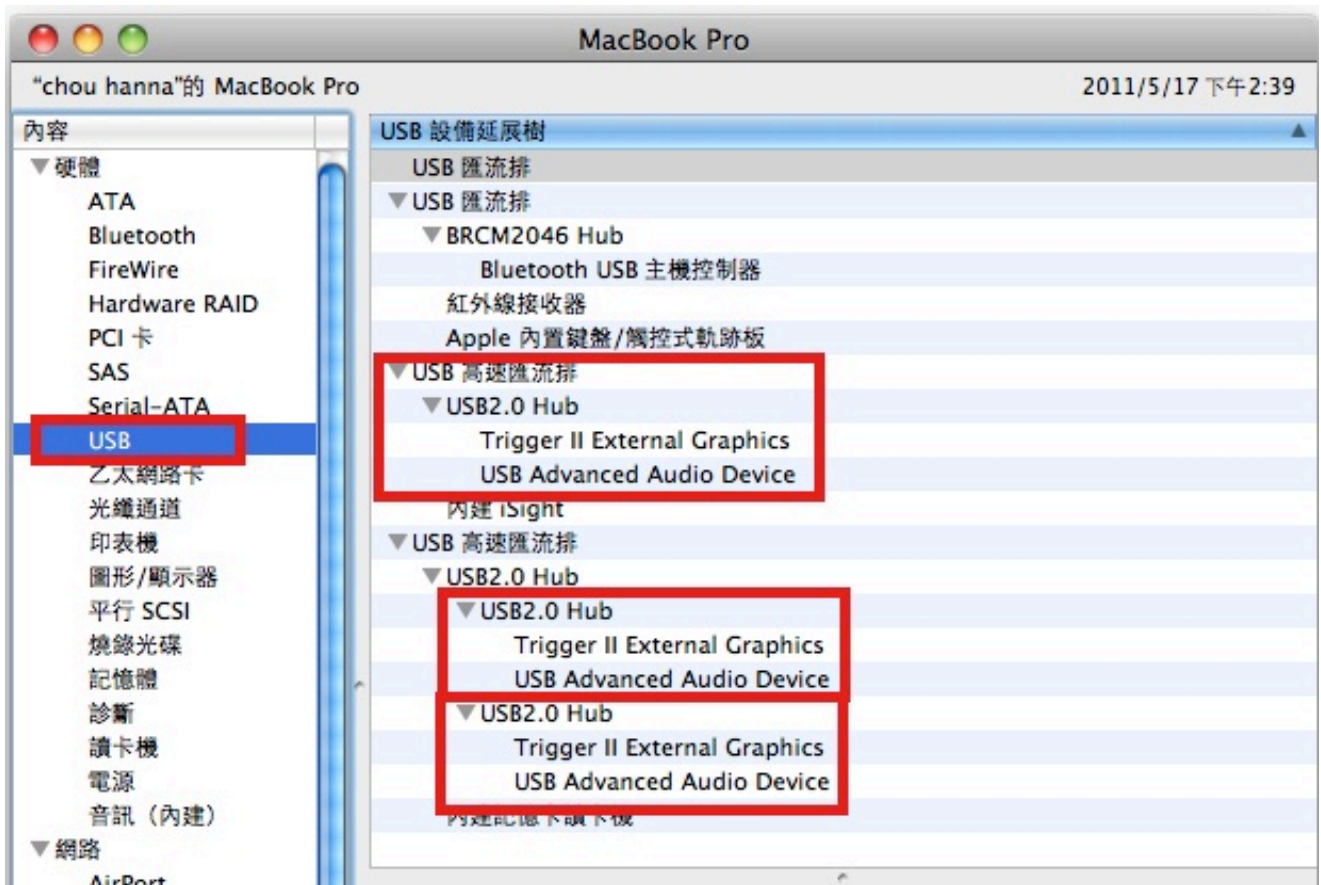 MacBook Pro
"chou hanna"的 MacBook Pro
2011/5/17 下午2:39
內容
硬體
ATA
Bluetooth
FireWire
Hardware RAID
PCI 卡
SAS
Serial-ATA
USB
乙太網路卡
光纖通道
印表機
圖形/顯示器
平行 SCSI
燒錄光碟
記憶體
診斷
讀卡機
電源
音訊（內建）
網路
AirPort
USB 設備延展樹
USB 匯流排
USB 匯流排
BRCM2046 Hub
Bluetooth USB 主機控制器
紅外線接收器
Apple 內置鍵盤/觸控式軌跡板
USB 高速匯流排
USB2.0 Hub
Trigger II External Graphics
USB Advanced Audio Device
內建 iSight
USB 高速匯流排
USB2.0 Hub
USB2.0 Hub
Trigger II External Graphics
USB Advanced Audio Device
USB2.0 Hub
Trigger II External Graphics
USB Advanced Audio Device
內建記憶卡讀卡機